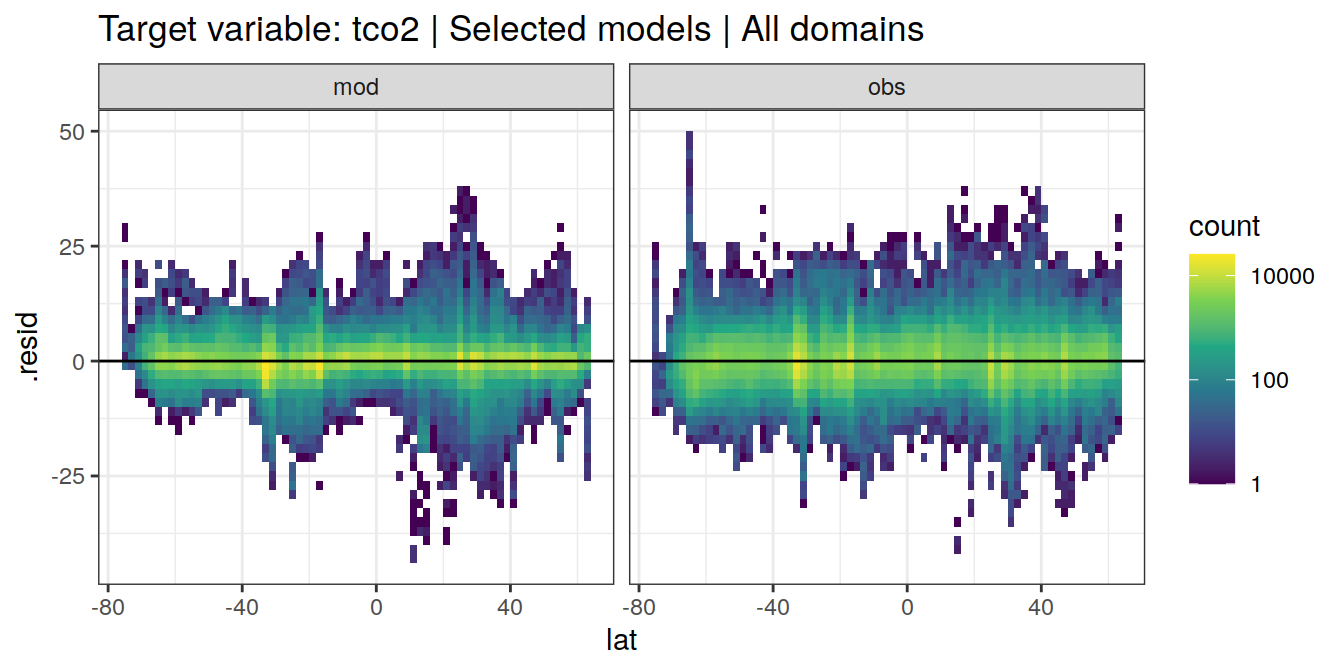 Target variable: tco2 | Selected models | All domains
mod
obs
50
25
0
-25
.resid
-80
-40
0
40
-80
-40
0
40
lat
count
10000
100
1